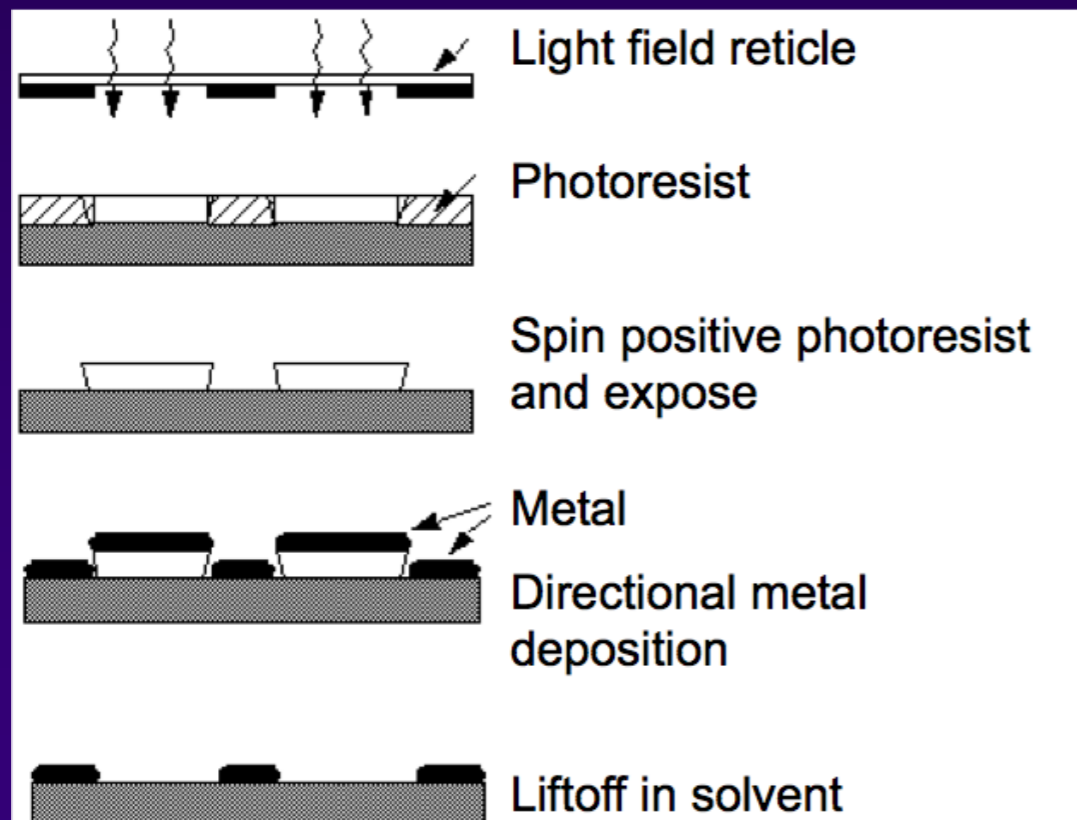 Light field reticle
Photoresist
Spin positive photoresist
and expose
Metal
Directional metal
deposition
Liftoff in solvent